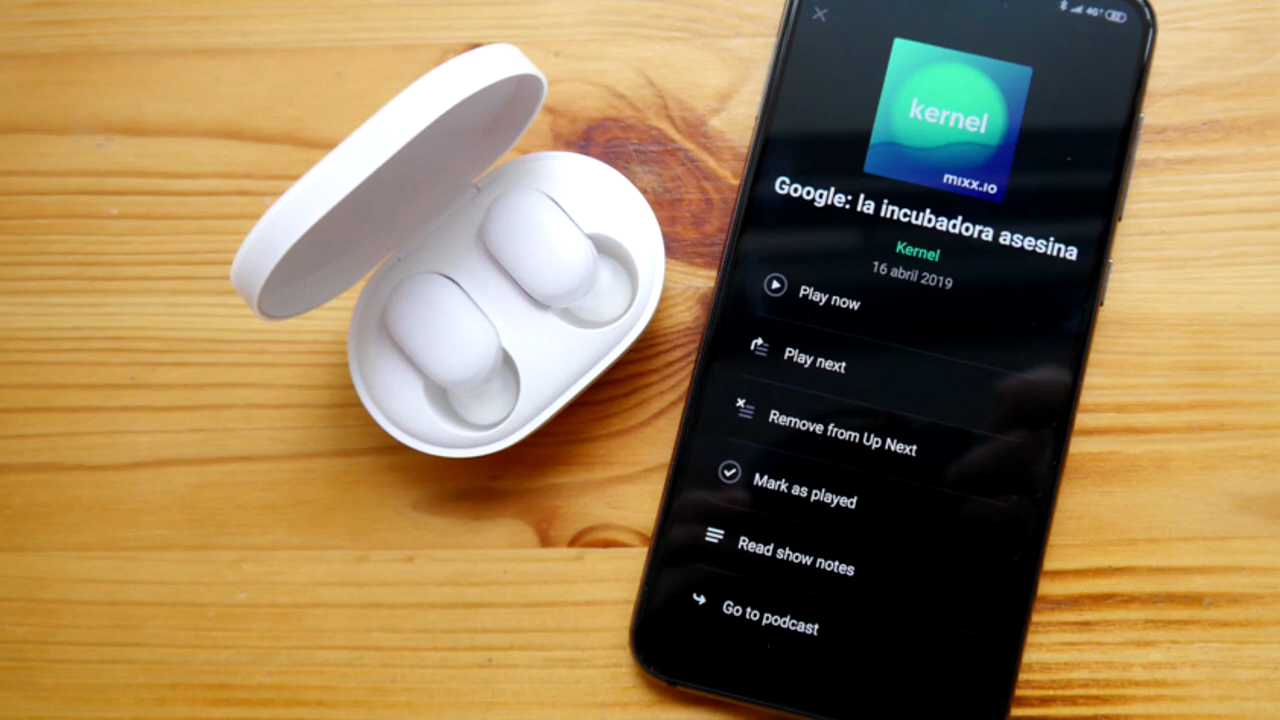 4G+
kernel
mixx.io
Google: la incubadora asesina
Kernel
16 abril 2019
Play now
Play next
Remove from Up Next
Mark as played
Read show notes
Go to podcast